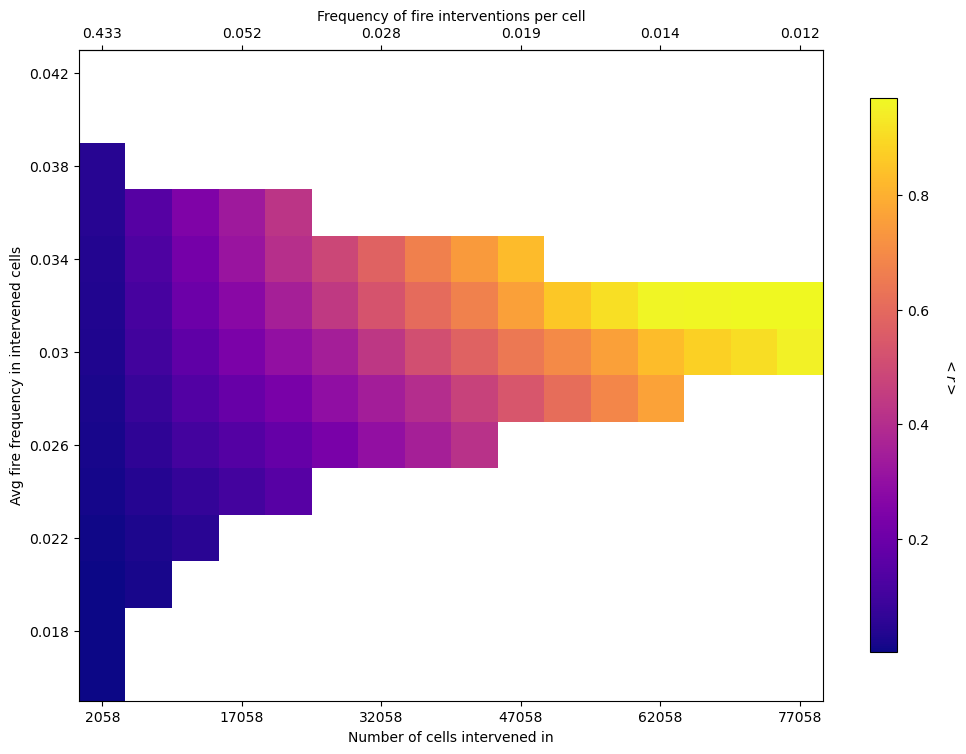 Frequency of fire interventions per cell
0.433 0.052 0.028 0.019 0.014 0.012
Avg fire frequency in intervened cells
0.042
0.038
0.034
0.03
0.026
0.022
0.018
2058 17058 32058 47058 62058 77058
Number of cells intervened in
0.8
0.6
0.4
0.2
< r >